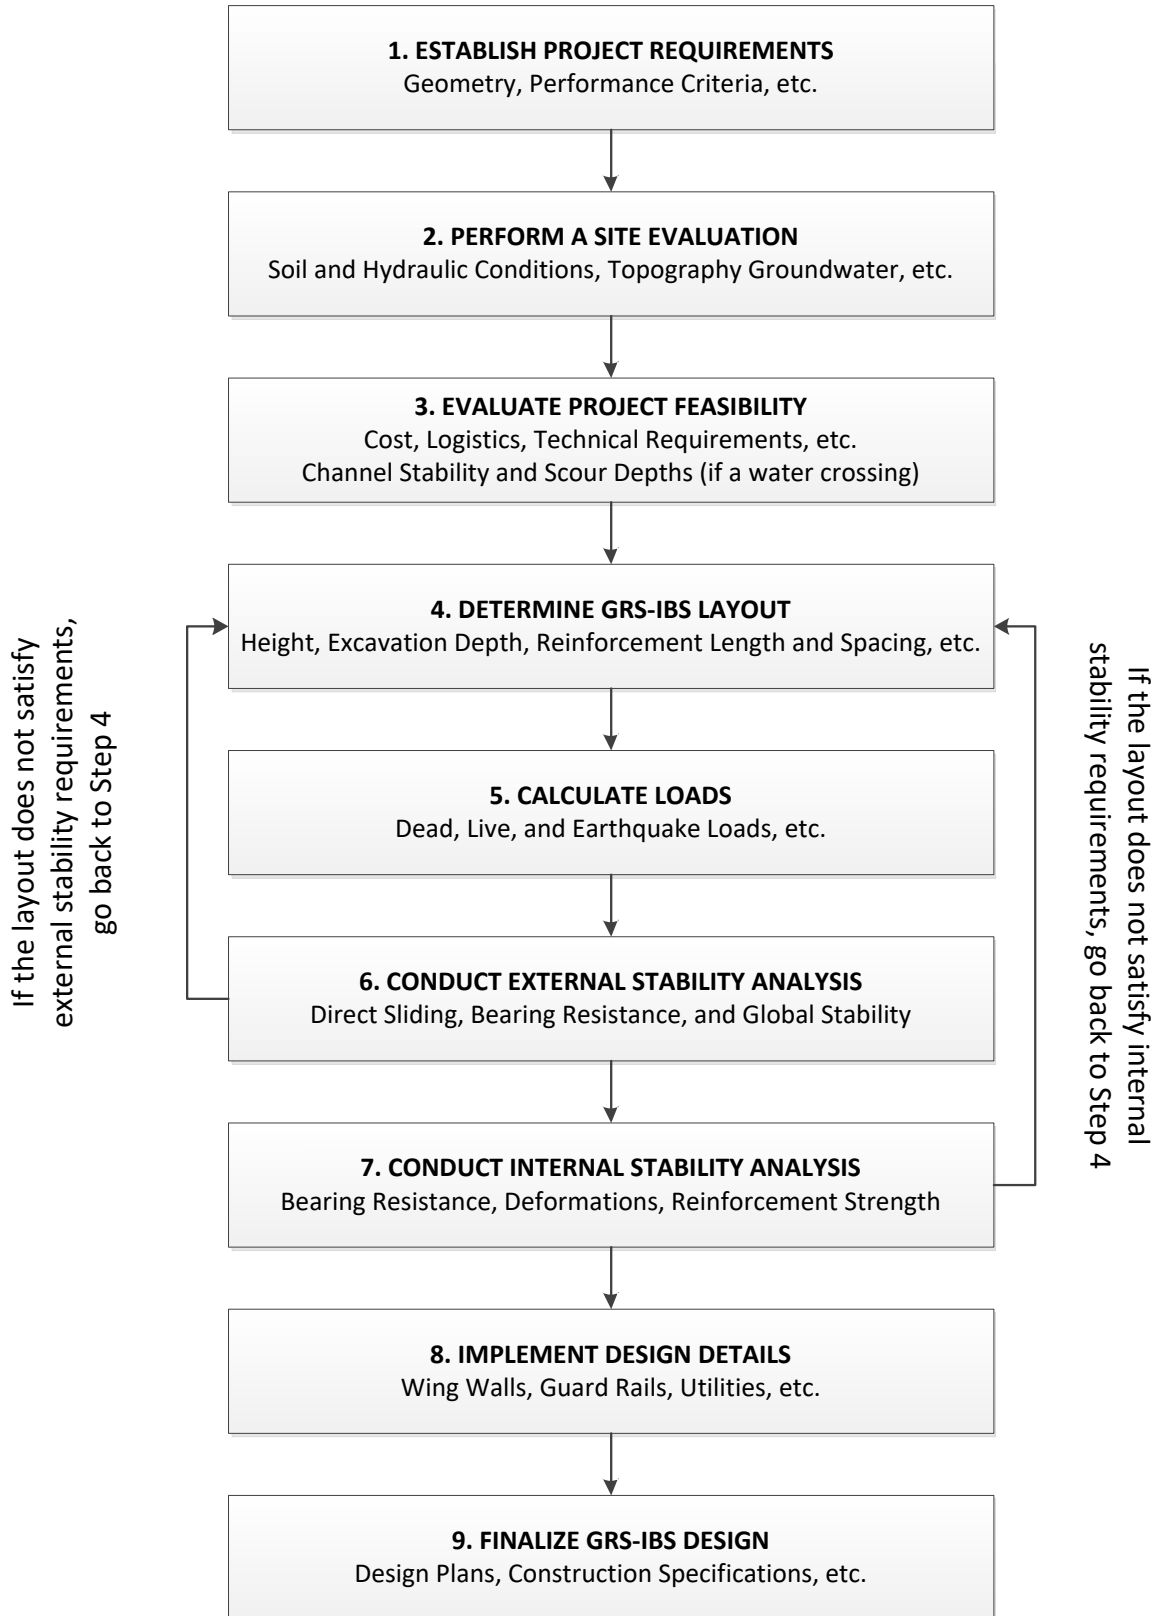 1. ESTABLISH PROJECT REQUIREMENTS
Geometry, Performance Criteria, etc.
2. PERFORM A SITE EVALUATION
Soil and Hydraulic Conditions, Topography Groundwater, etc.
3. EVALUATE PROJECT FEASIBILITY
Cost, Logistics, Technical Requirements, etc.
Channel Stability and Scour Depths (if a water crossing)
4. DETERMINE GRS-IBS LAYOUT
Height, Excavation Depth, Reinforcement Length and Spacing, etc.
5. CALCULATE LOADS
Dead, Live, and Earthquake Loads, etc.
6. CONDUCT EXTERNAL STABILITY ANALYSIS
Direct Sliding, Bearing Resistance, and Global Stability
7. CONDUCT INTERNAL STABILITY ANALYSIS
Bearing Resistance, Deformations, Reinforcement Strength
8. IMPLEMENT DESIGN DETAILS
Wing Walls, Guard Rails, Utilities, etc.
9. FINALIZE GRS-IBS DESIGN
Design Plans, Construction Specifications, etc.
If the layout does not satisfy
external stability requirements,
go back to Step 4
If the layout does not satisfy internal
stability requirements, go back to Step 4